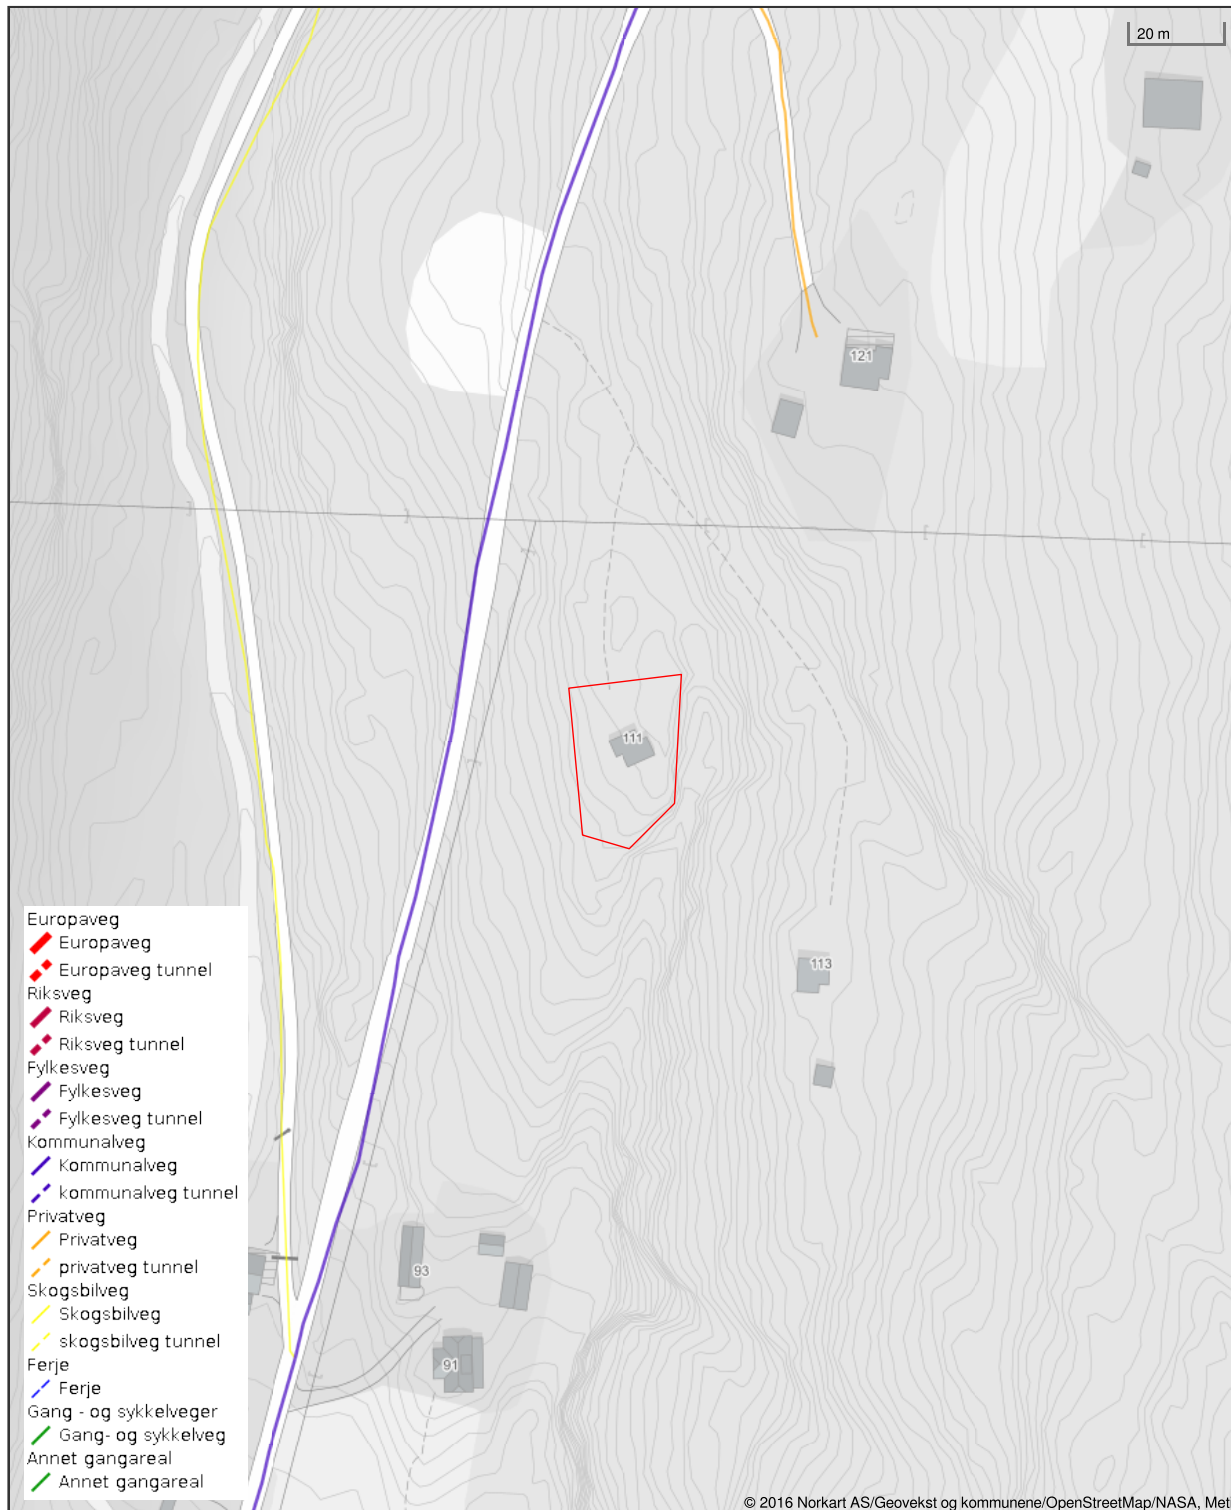 20 m
121
111
113
93
91
Europaveg
Europaveg
Europaveg tunnel
Riksveg
Riksveg
Riksveg tunnel
Fylkesveg
Fylkesveg
Fylkesveg tunnel
Kommunalveg
Kommunalveg
kommunalveg tunnel
Privatveg
Privatveg
privatveg tunnel
Skogsbilveg
Skogsbilveg
skogsbilveg tunnel
Ferje
Ferje
Gang - og sykkelveger
Gang- og sykkelveg
Annet gangareal
Annet gangareal
© 2016 Norkart AS/Geovekst og kommunene/OpenStreetMap/NASA, Me